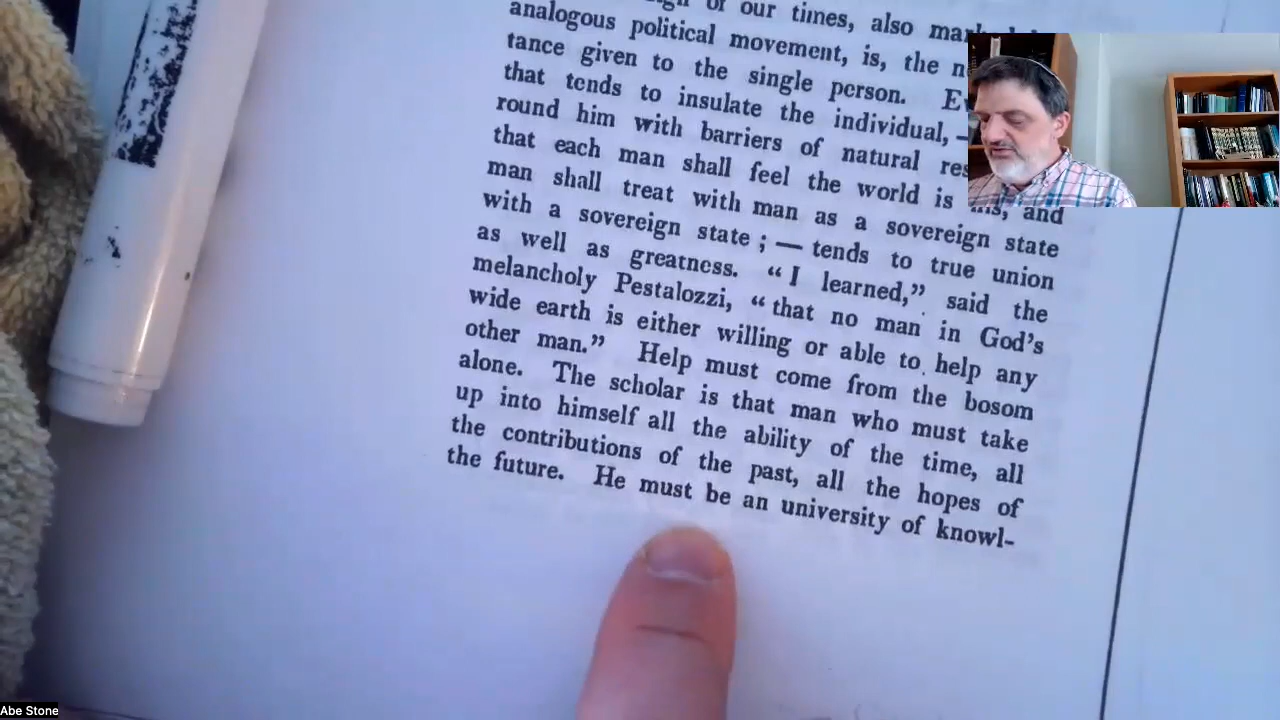 of our times, also
analogous political movement, is, the
tance given to the single person.
that tends to insulate the individual, —
round him with barriers of natural
that each man shall feel the world is his, and
man shall treat with man as a sovereign state
with a sovereign state ; — tends to true union
as well as greatness. “ I learned,” said the
melancholy Pestalozzi, “ that no man in God’s
wide earth is either willing or able to help any
other man.” Help must come from the bosom
alone. The scholar is that man who must take
up into himself all the ability of the time, all
the contributions of the past, all the hopes of
the future. He must be an university of knowl-
Abe Stone